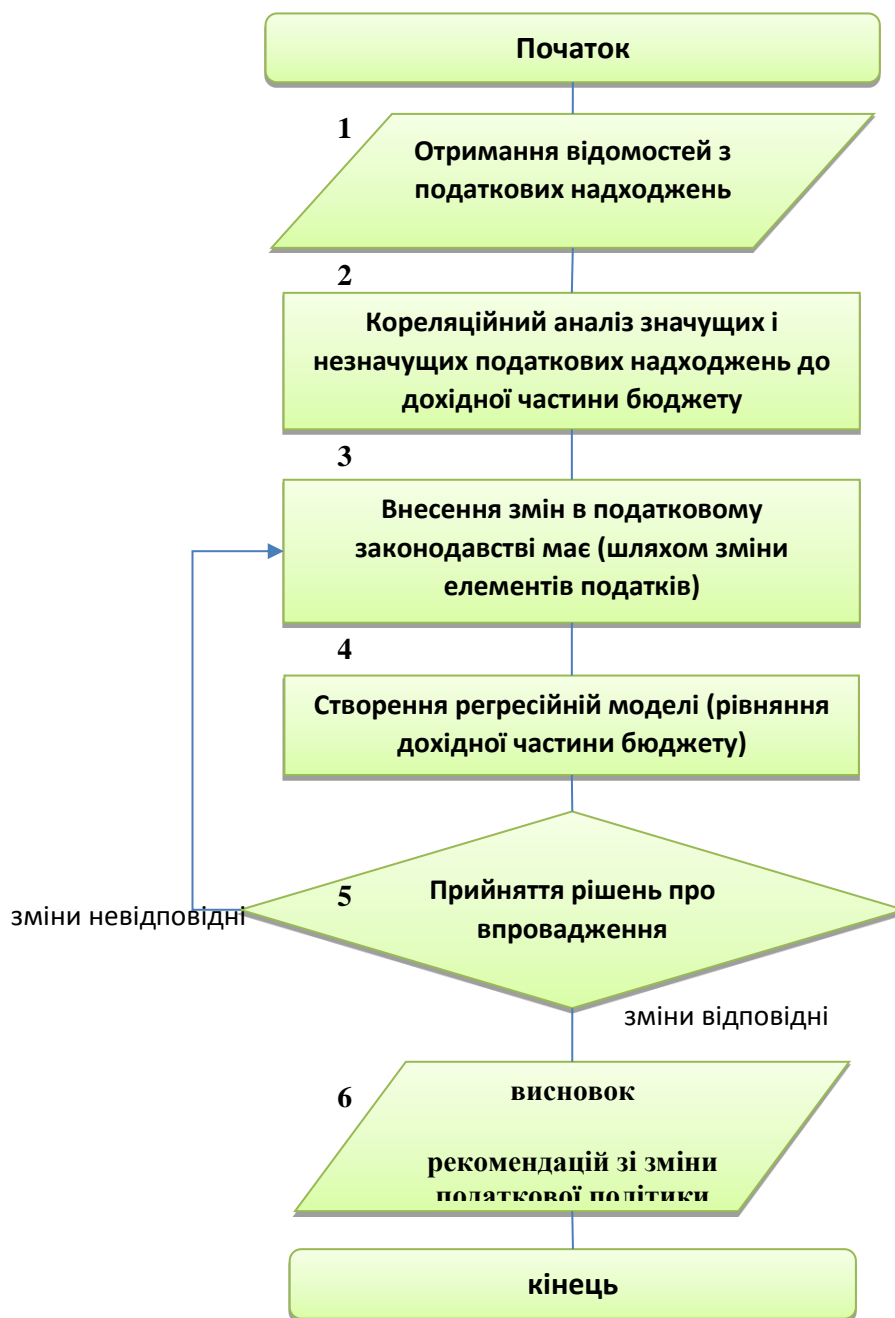 Початок
1
Отримання відомостей з
податкових надходжень
2
Кореляційний аналіз значущих і
незначущих податкових надходжень до
дохідної частини бюджету
3
Внесення змін в податковому
законодавстві має (шляхом зміни
елементів податків)
4
Створення регресійній моделі (рівняння
дохідної частини бюджету)
5
Прийняття рішень про
впровадження
зміни невідповідні
зміни відповідні
6
висновок
рекомендацій зі зміни
податкової політики
кінець